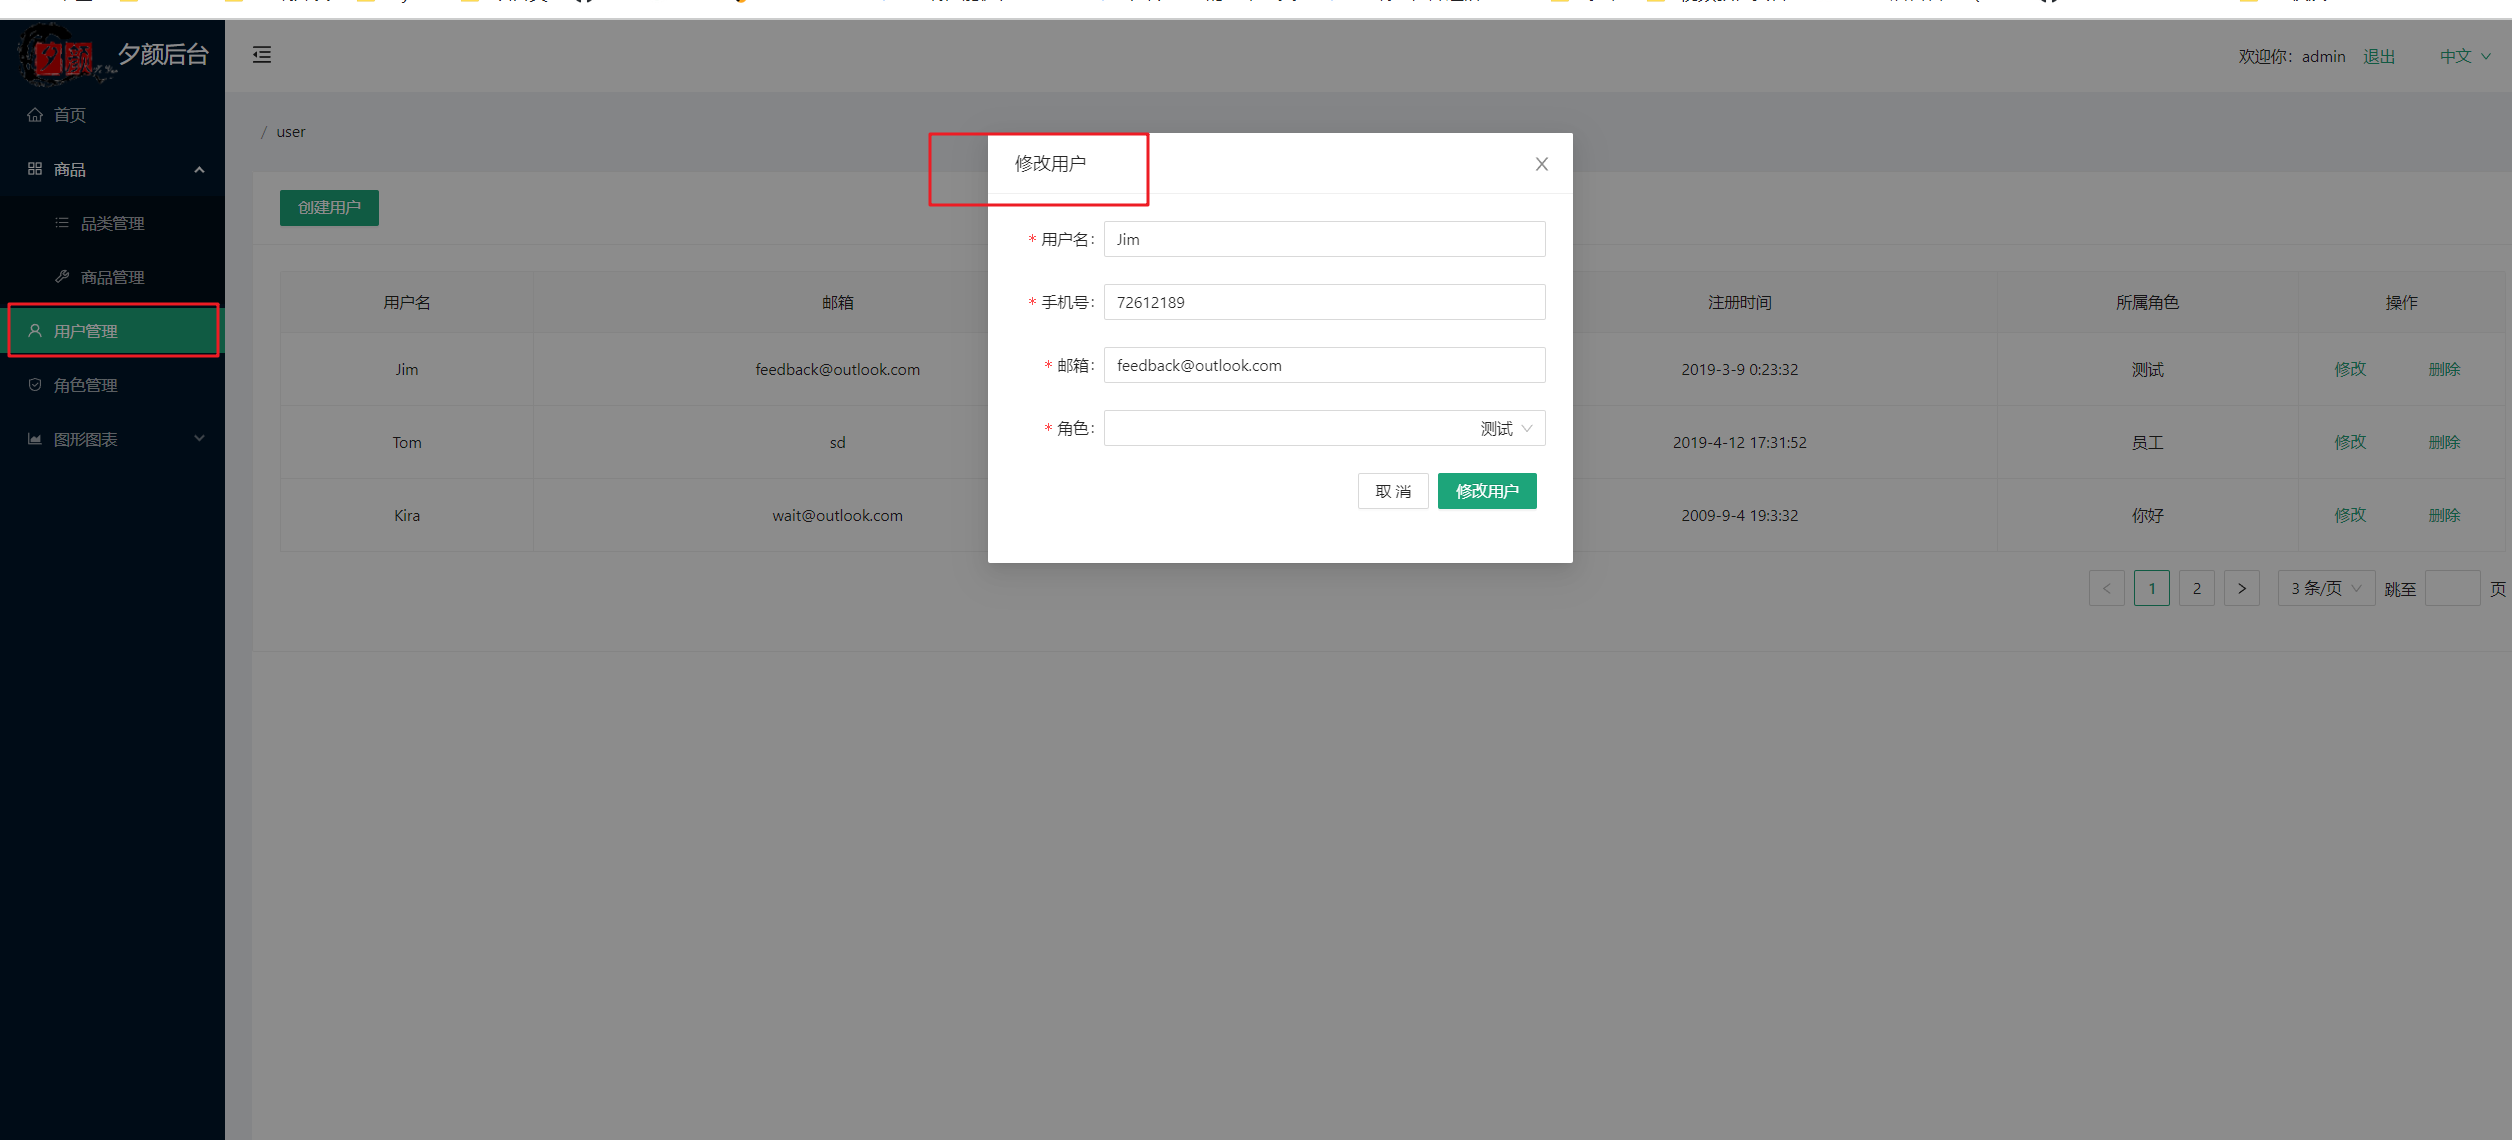 夕颜后台
欢迎你：admin 退出 中文
首页
/ user
商品
品类管理
商品管理
用户管理
角色管理
图形图表
创建用户
用户名 邮箱 注册时间 所属角色 操作
Jim feedback@outlook.com 2019-3-9 0:23:32 测试 修改 删除
Tom sd 2019-4-12 17:31:52 员工 修改 删除
Kira wait@outlook.com 2009-9-4 19:3:32 你好 修改 删除
1 2 3 条/页 跳至 页
修改用户
* 用户名： Jim
* 手机号： 72612189
* 邮箱： feedback@outlook.com
* 角色： 测试
取 消 修改用户